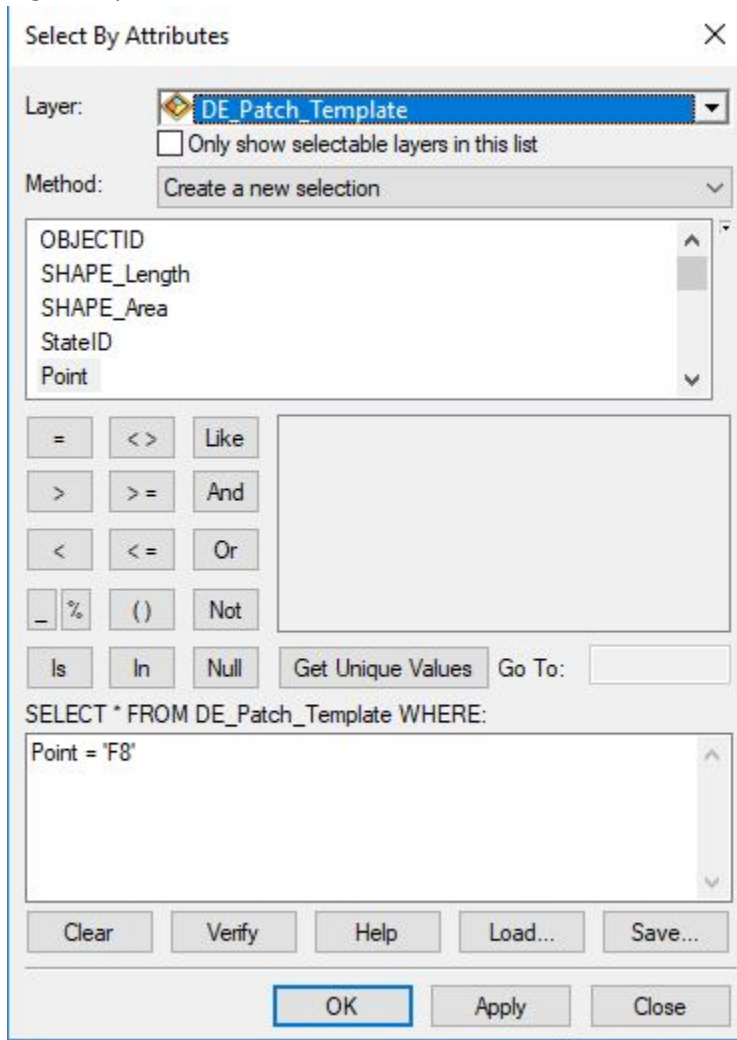 Select By Attributes
Layer: DE_Patch_Template
Only show selectable layers in this list
Method: Create a new selection
OBJECTID
SHAPE_Length
SHAPE_Area
StateID
Point
= < > Like
> > = And
< < = Or
_ % () Not
Is In Null Get Unique Values Go To:
SELECT * FROM DE_Patch_Template WHERE:
Point = 'F8'
Clear Verify Help Load... Save...
OK Apply Close